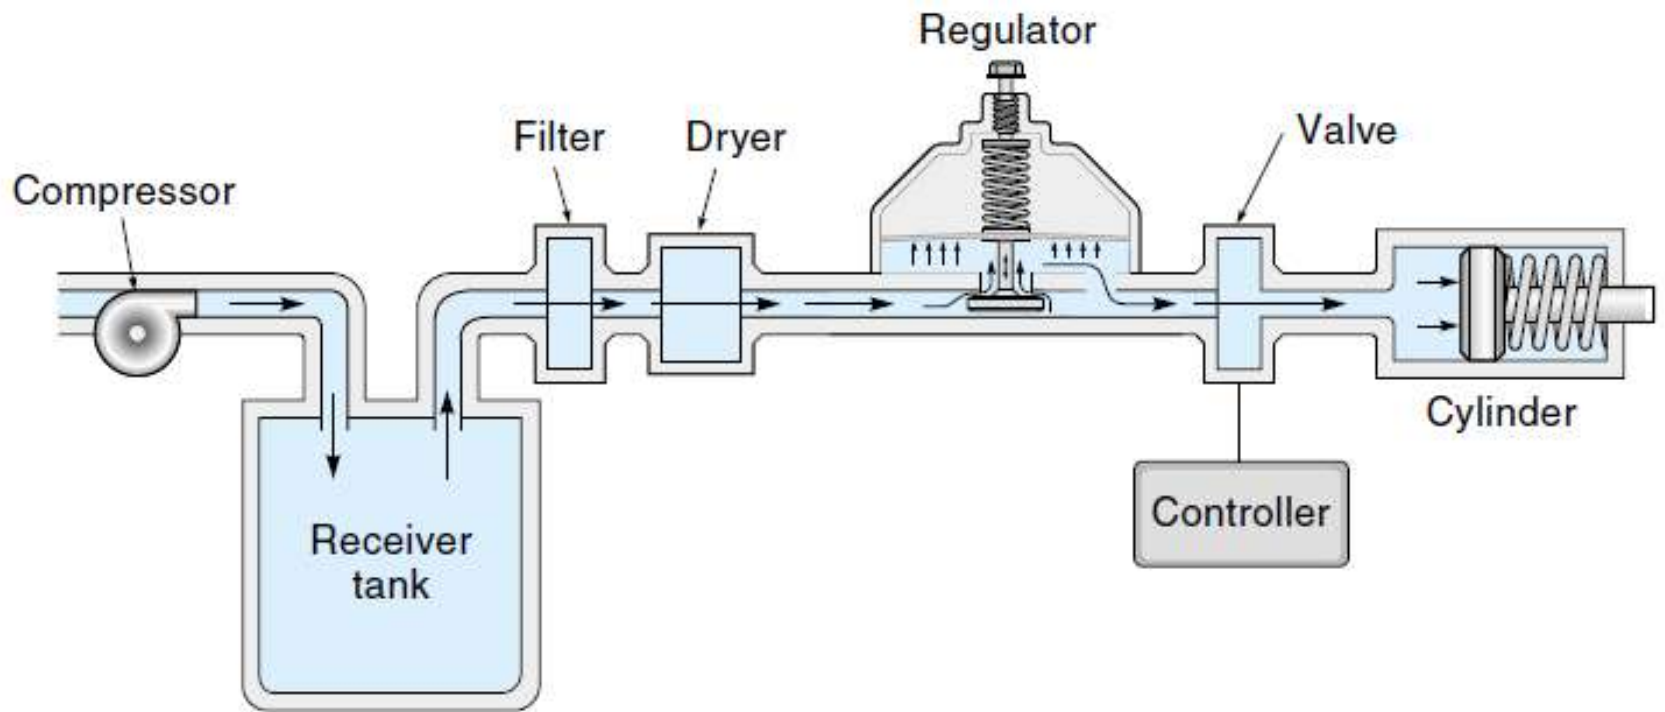 Regulator
Filter
Dryer
Valve
Compressor
Cylinder
Controller
Receiver
tank